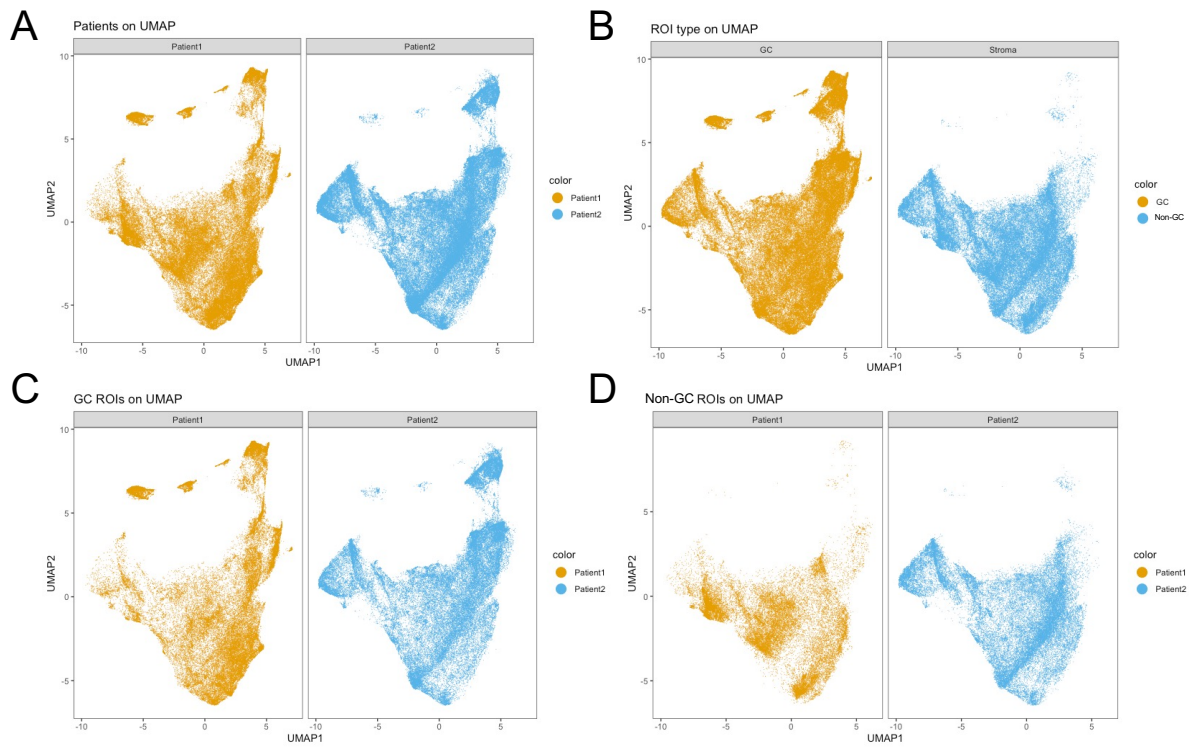 A
Patients on UMAP
Patient1
Patient2
10
5
0
-5
UMAP2
-10
-5
0
5
-10
-5
0
5
UMAP1
color
Patient1
Patient2
B
ROI type on UMAP
GC
Stroma
10
5
0
-5
UMAP2
-10
-5
0
5
-10
-5
0
5
UMAP1
color
GC
Non-GC
C
GC ROIs on UMAP
Patient1
Patient2
10
5
0
-5
UMAP2
-10
-5
0
5
-10
-5
0
5
UMAP1
color
Patient1
Patient2
D
Non-GC ROIs on UMAP
Patient1
Patient2
5
0
-5
UMAP2
-10
-5
0
5
-10
-5
0
5
UMAP1
color
Patient1
Patient2